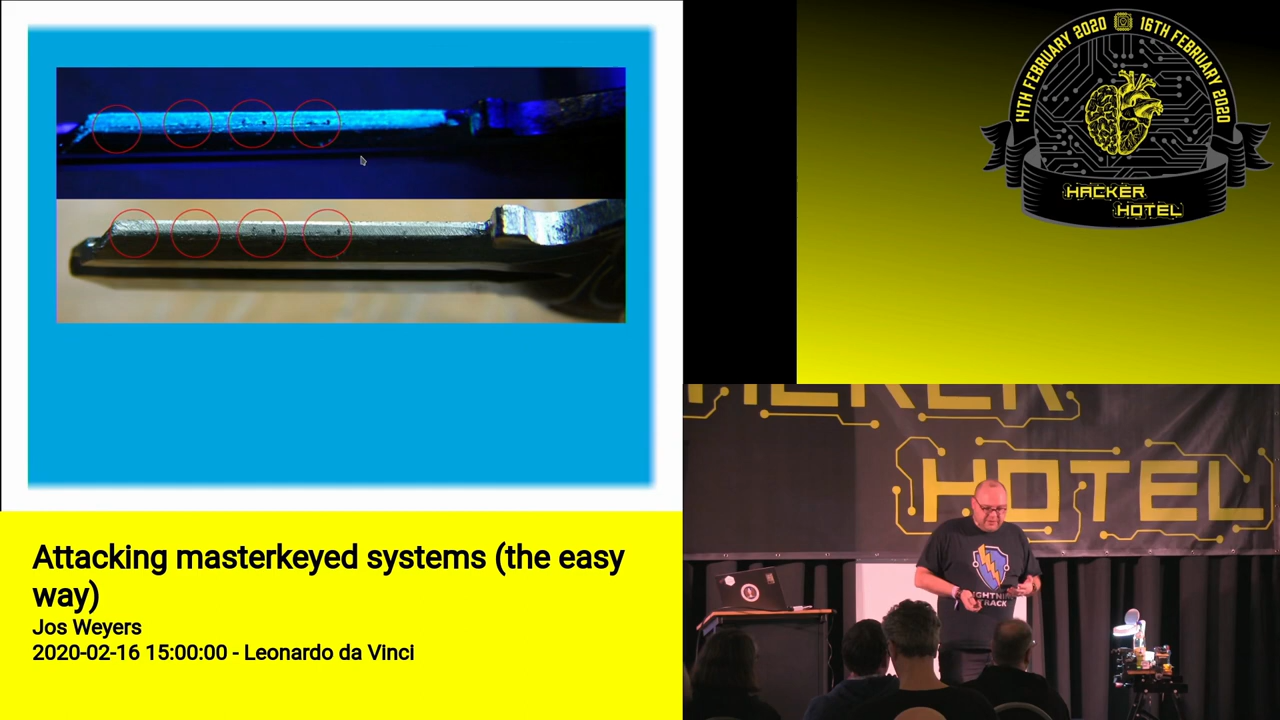 14TH FEBRUARY 2020
16TH FEBRUARY 2020
HACKER
HOTEL
HACKER
HOTEL
Attacking masterkeyed systems (the easy
way)
Jos Weyers
2020-02-16 15:00:00 - Leonardo da Vinci